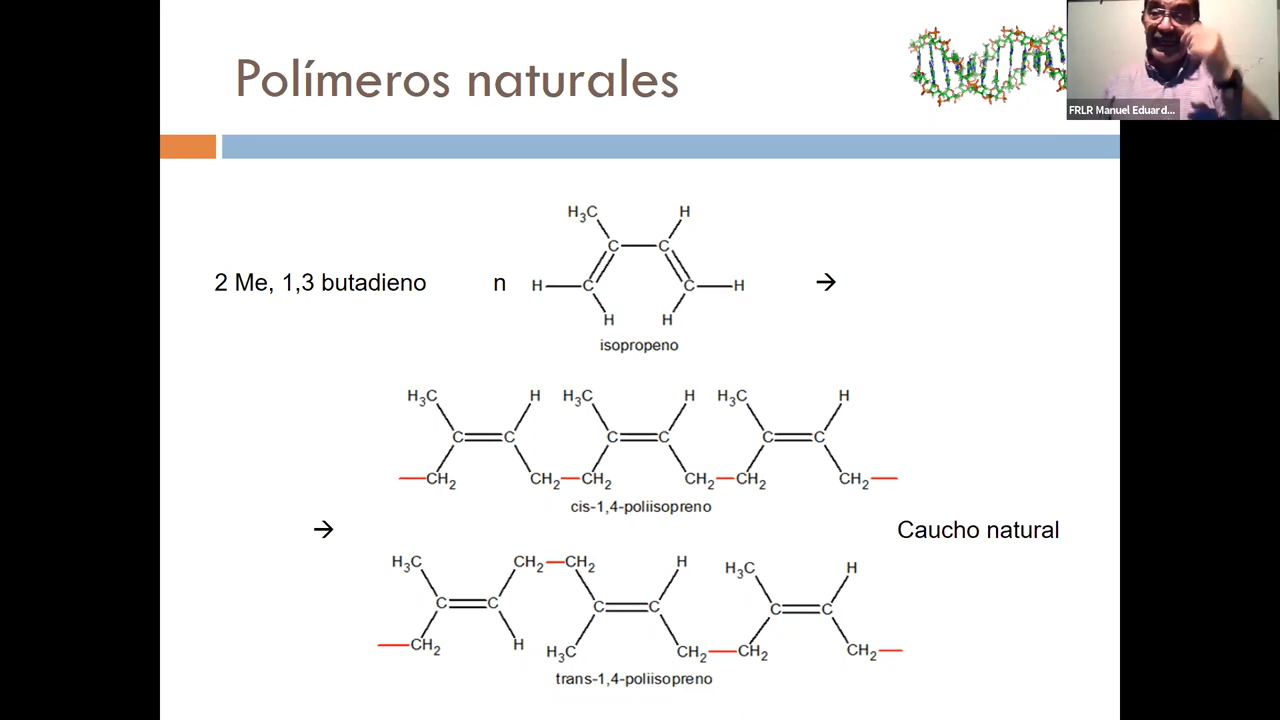 Polímeros naturales
FRLR Manuel Eduard...
H₃C H
C C
2 Me, 1,3 butadieno n H C C H →
H H
isopropeno
H₃C H H₃C H H₃C H
C C C C C C
CH₂ CH₂ CH₂ CH₂ CH₂ CH₂
cis-1,4-poliisopreno
→ Caucho natural
H₃C CH₂ CH₂ H H₃C H
C C C C C C
CH₂ H H₃C CH₂ CH₂ CH₂
trans-1,4-poliisopreno